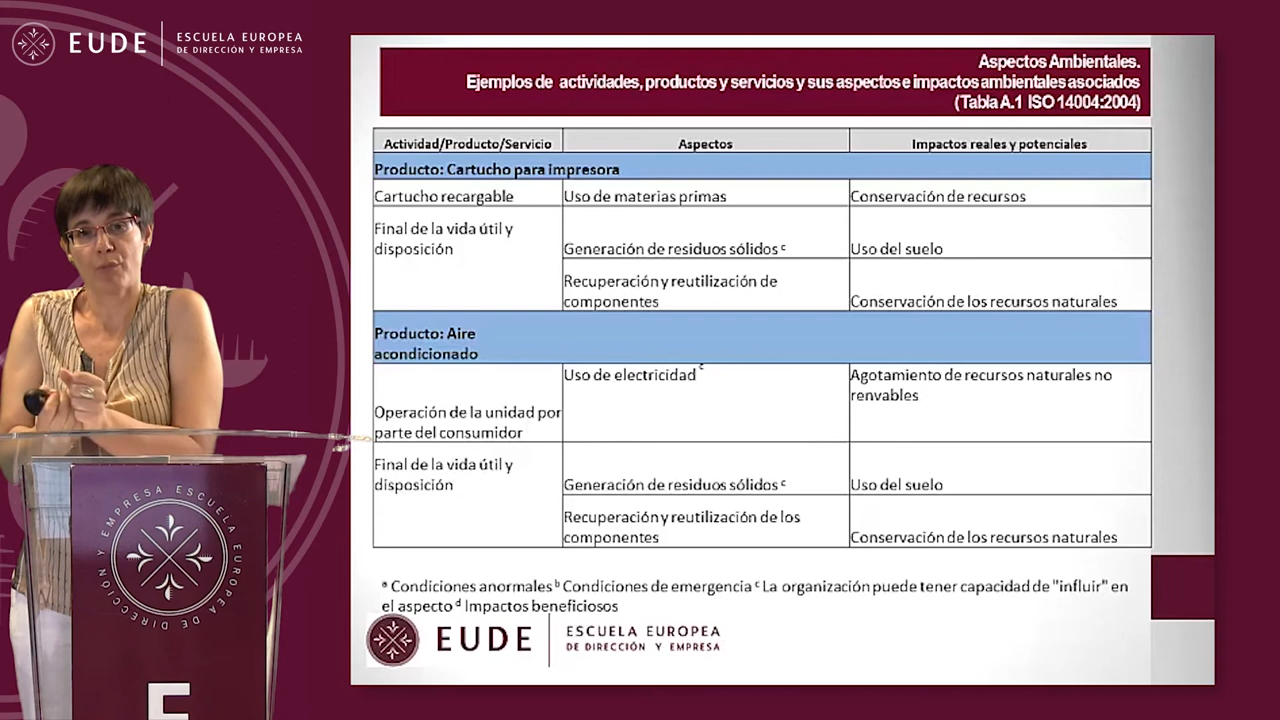 EUDE
ESCUELA EUROPEA
DE DIRECCIÓN Y EMPRESA
Aspectos Ambientales.
Ejemplos de actividades, productos y servicios y sus aspectos e impactos ambientales asociados
(Tabla A.1 ISO 14004:2004)
Actividad/Producto/Servicio
Aspectos
Impactos reales y potenciales
Producto: Cartucho para impresora
Cartucho recargable
Uso de materias primas
Conservación de recursos
Final de la vida útil y
disposición
Generación de residuos sólidos ᶜ
Uso del suelo
Recuperación y reutilización de
componentes
Conservación de los recursos naturales
Producto: Aire
acondicionado
Operación de la unidad por
parte del consumidor
Uso de electricidad ᶜ
Agotamiento de recursos naturales no
renvables
Final de la vida útil y
disposición
Generación de residuos sólidos ᶜ
Uso del suelo
Recuperación y reutilización de los
componentes
Conservación de los recursos naturales
ᵃ Condiciones anormales ᵇ Condiciones de emergencia ᶜ La organización puede tener capacidad de "influir" en
el aspecto ᵈ Impactos beneficiosos
EUDE
ESCUELA EUROPEA
DE DIRECCIÓN Y EMPRESA
ESCUELA EUROPEA DE DIRECCIÓN Y EMPRESA
E